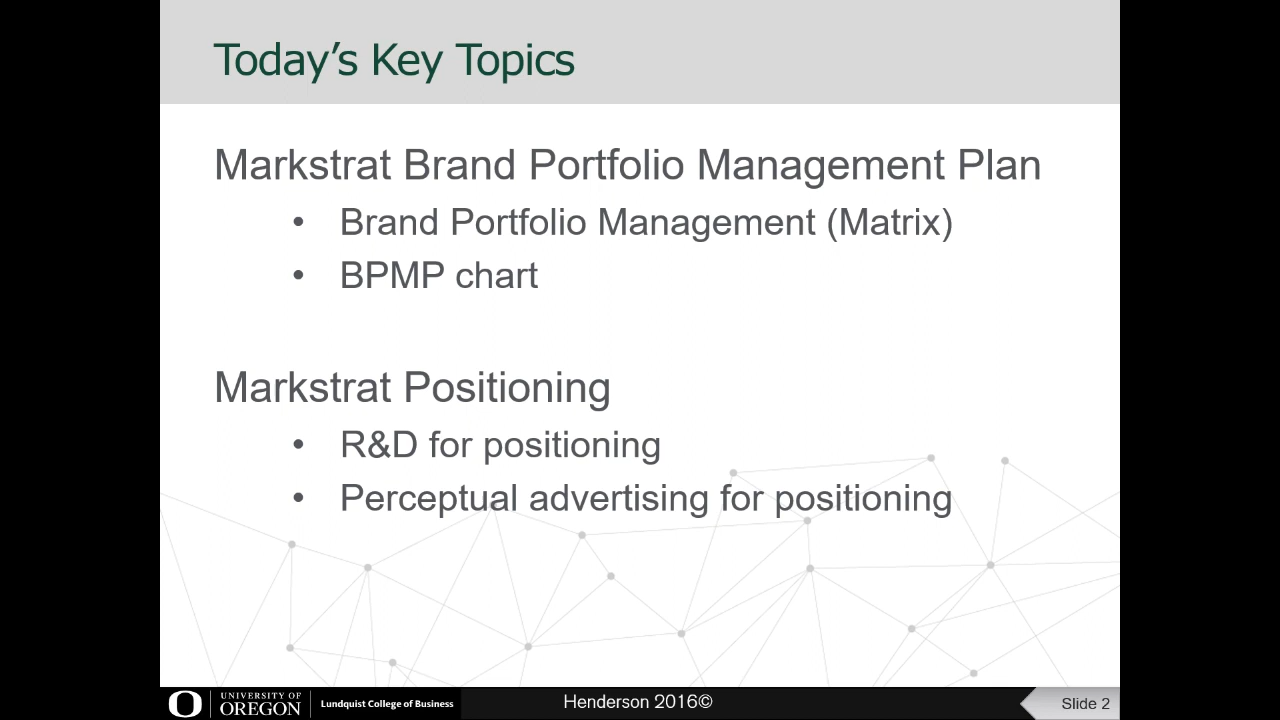 Today’s Key Topics
Markstrat Brand Portfolio Management Plan
• Brand Portfolio Management (Matrix)
• BPMP chart
Markstrat Positioning
• R&D for positioning
• Perceptual advertising for positioning
O
UNIVERSITY OF
OREGON
Lundquist College of Business
Henderson 2016©
Slide 2